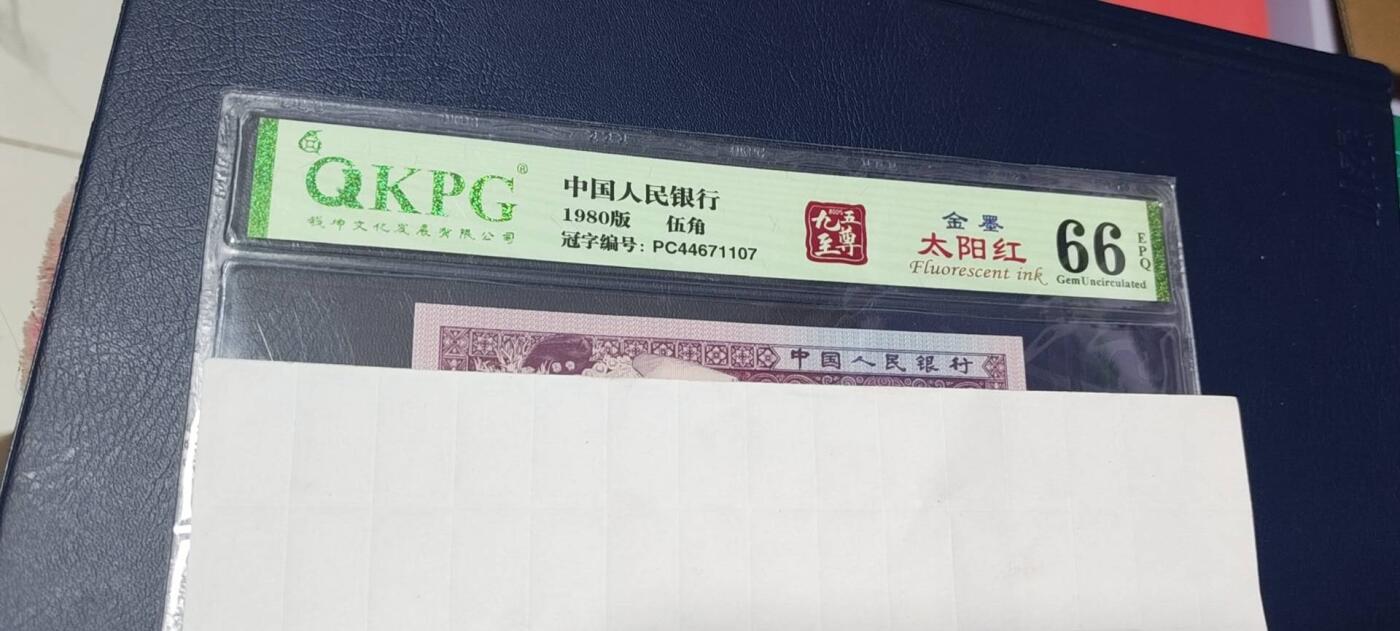 QKPG®
钱币文化发展有限公司
中国人民银行
1980版 伍角
冠字编号: PC44671107
九五至尊
金墨
太阳红
Fluorescent ink
66
EPQ
Gem Uncirculated
中国人民银行